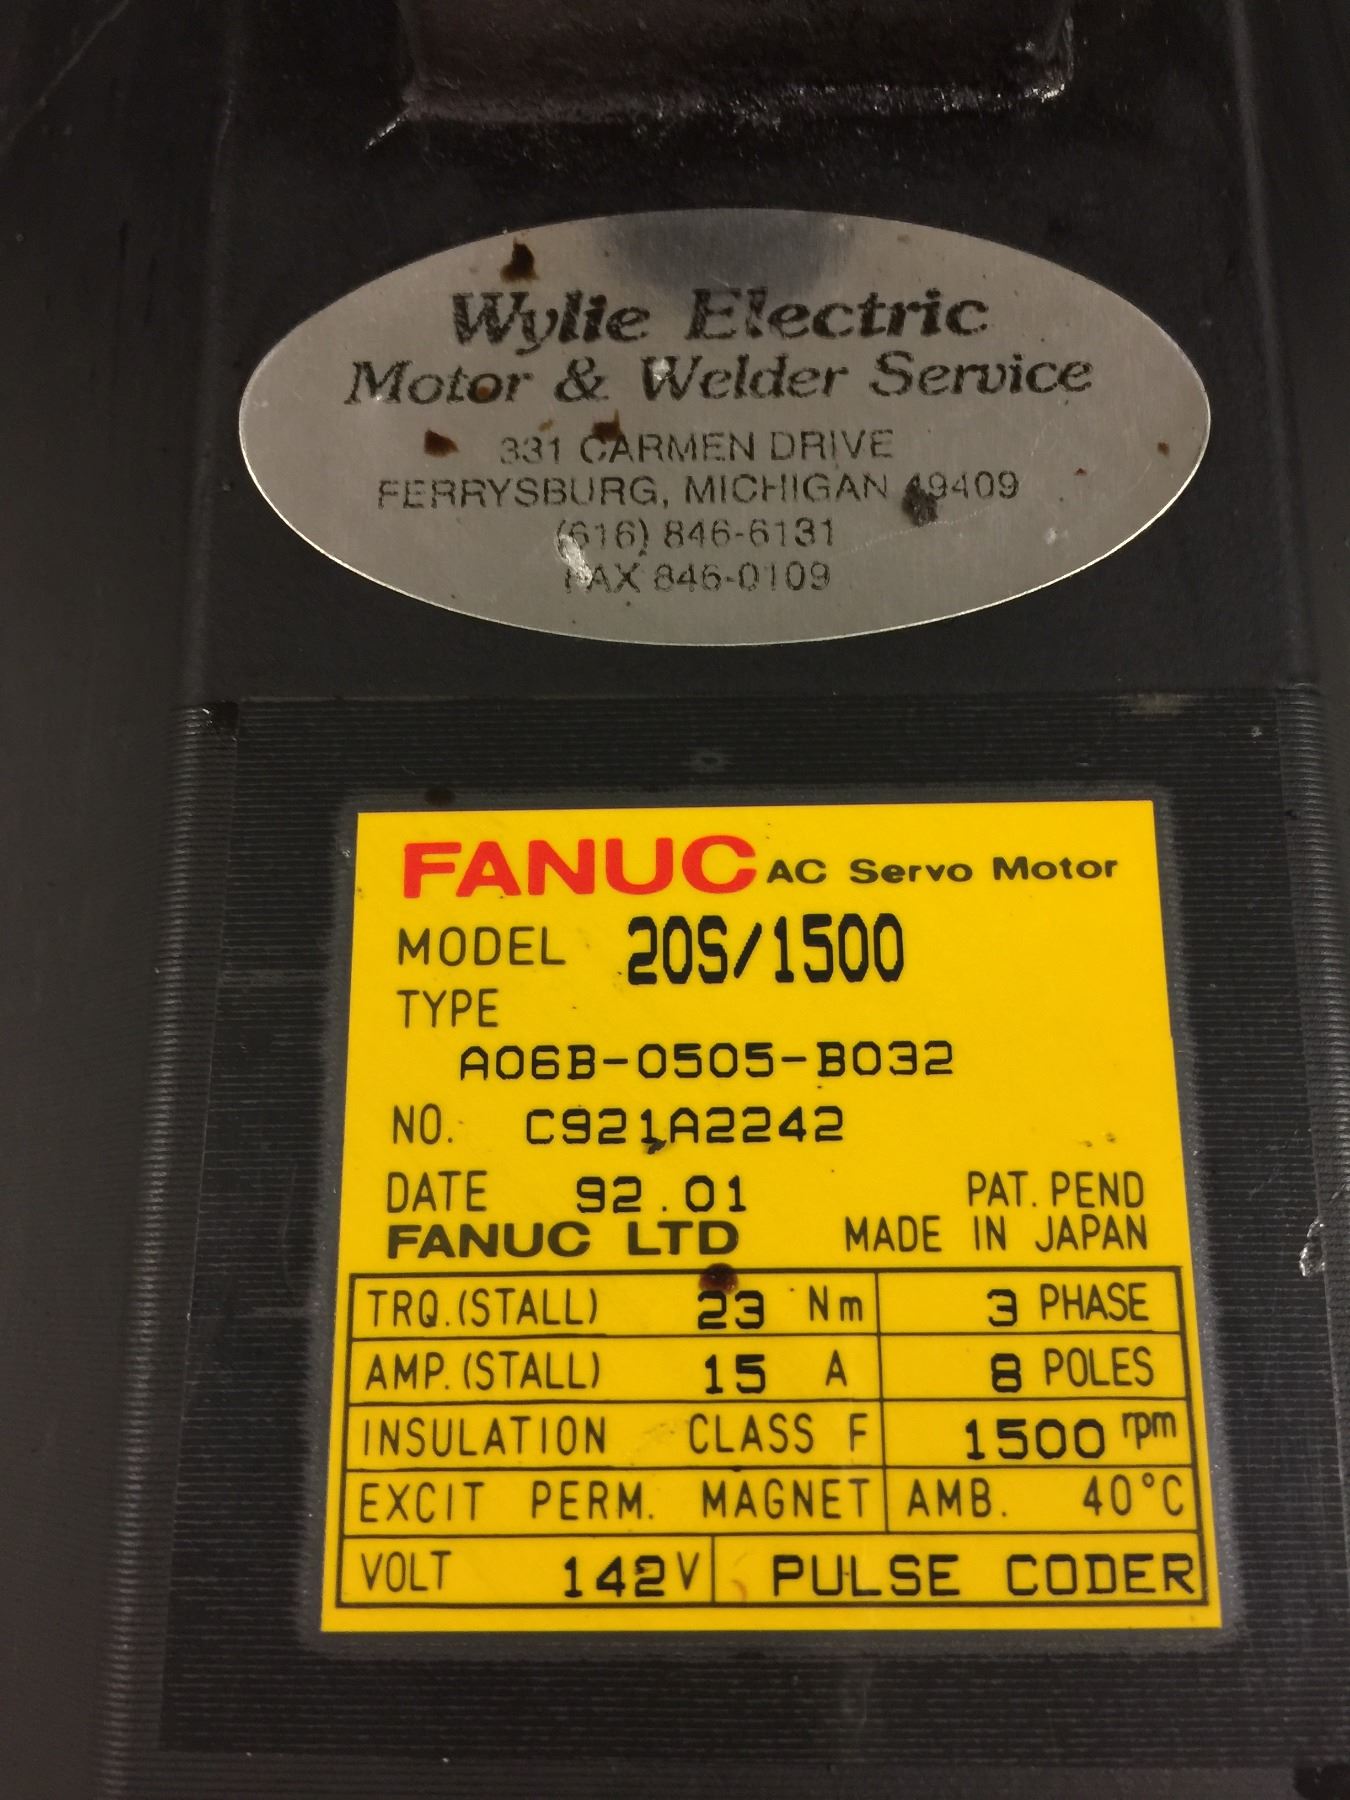 Wylie Electric
Motor & Welder Service
331 CARMEN DRIVE
FERRYSBURG, MICHIGAN 49409
(616) 846-6131
FAX 846-0109
FANUC AC Servo Motor
MODEL 20S/1500
TYPE
A06B-0505-B032
NO. C921A2242
DATE 92.01 PAT. PEND
FANUC LTD MADE IN JAPAN
TRQ. (STALL) 23 Nm 3 PHASE
AMP. (STALL) 15 A 8 POLES
INSULATION CLASS F 1500 rpm
EXCIT PERM. MAGNET AMB. 40°C
VOLT 142 V PULSE CODER